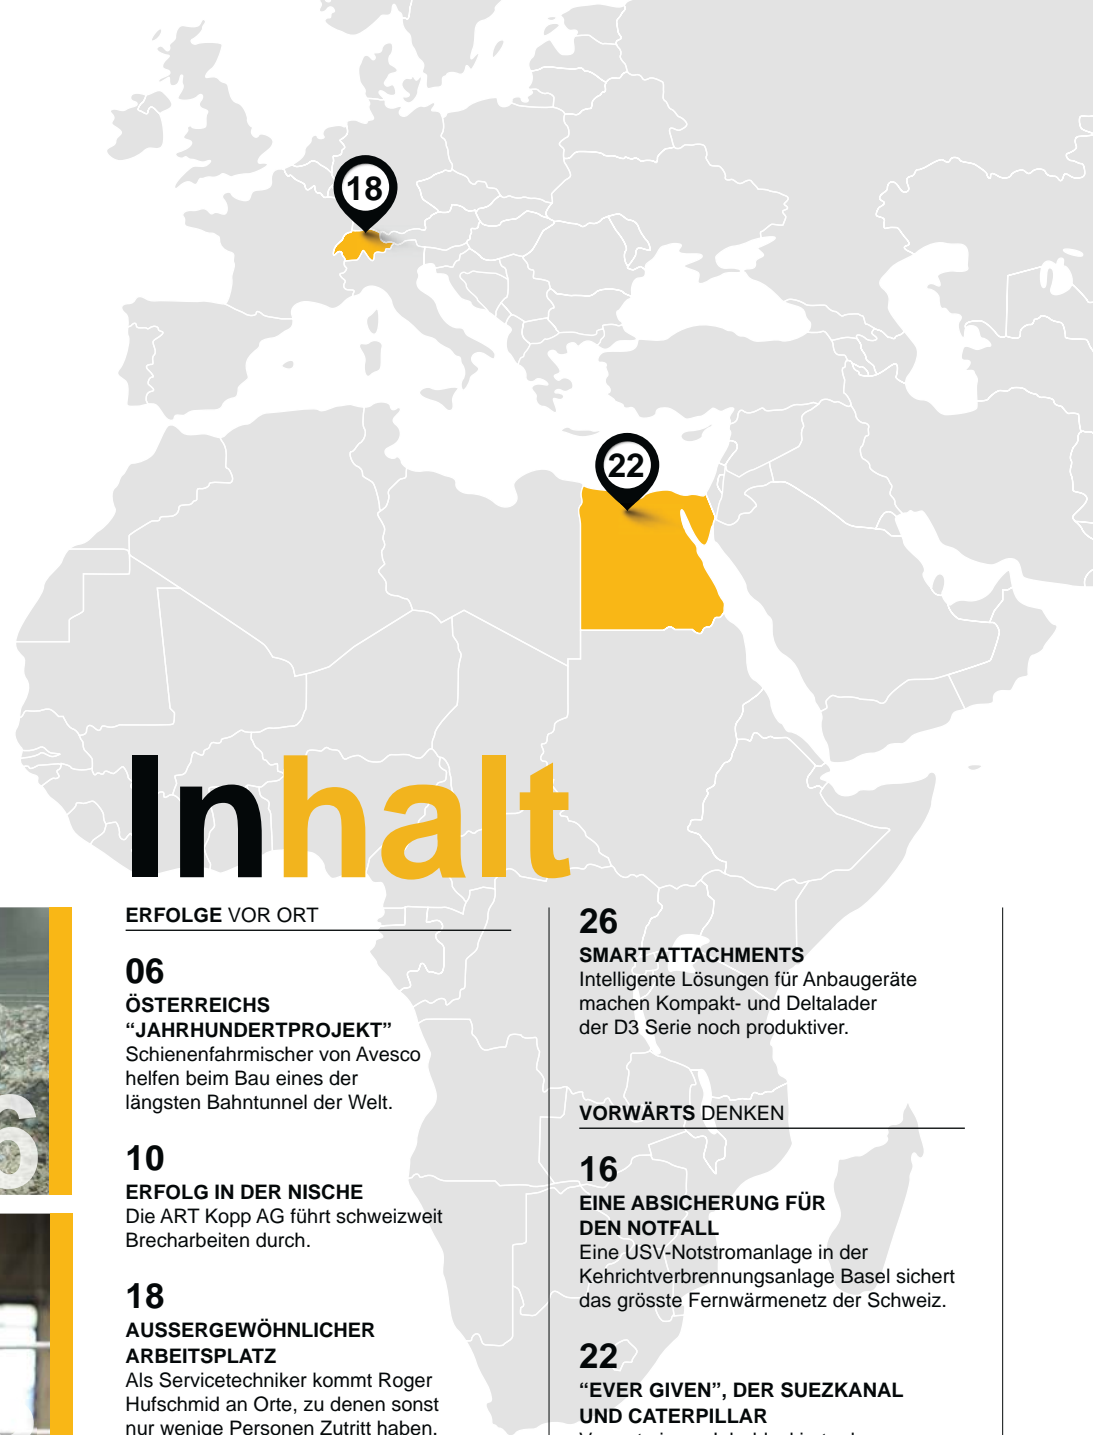 18
22
Inhalt
ERFOLGE VOR ORT
06
ÖSTERREICHS
“JAHRHUNDERTPROJEKT”
Schienenfahrmischer von Avesco
helfen beim Bau eines der
längsten Bahntunnel der Welt.
10
ERFOLG IN DER NISCHE
Die ART Kopp AG führt schweizweit
Brecharbeiten durch.
18
AUSSERGEWÖHNLICHER
ARBEITSPLATZ
Als Servicetechniker kommt Roger
Hufschmid an Orte, zu denen sonst
nur wenige Personen Zutritt haben.
26
SMART ATTACHMENTS
Intelligente Lösungen für Anbaugeräte
machen Kompakt- und Deltalader
der D3 Serie noch produktiver.
VORWÄRTS DENKEN
16
EINE ABSICHERUNG FÜR
DEN NOTFALL
Eine USV-Notstromanlage in der
Kehrichtverbrennungsanlage Basel sichert
das grösste Fernwärmenetz der Schweiz.
22
“EVER GIVEN”, DER SUEZKANAL
UND CATERPILLAR
6